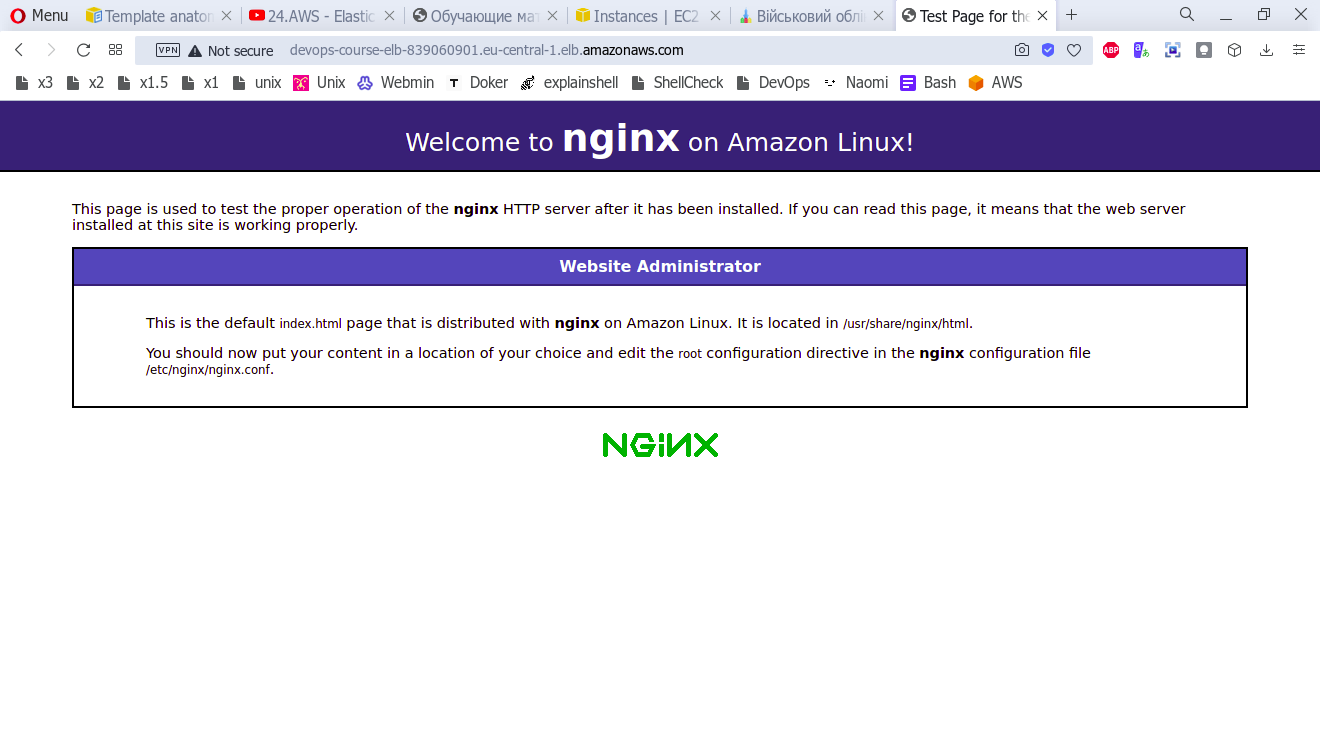 Menu
Template anaton
24.AWS - Elastic
Обучающие мат
Instances | EC2
Військовий облі
Test Page for the
VPN Not secure devops-course-elb-839060901.eu-central-1.elb.amazonaws.com
ABP
x3 x2 x1.5 x1 unix Unix Webmin T Doker explainshell ShellCheck DevOps Naomi Bash AWS
Welcome to nginx on Amazon Linux!
This page is used to test the proper operation of the nginx HTTP server after it has been installed. If you can read this page, it means that the web server
installed at this site is working properly.
Website Administrator
This is the default index.html page that is distributed with nginx on Amazon Linux. It is located in /usr/share/nginx/html.
You should now put your content in a location of your choice and edit the root configuration directive in the nginx configuration file
/etc/nginx/nginx.conf.
NGINX